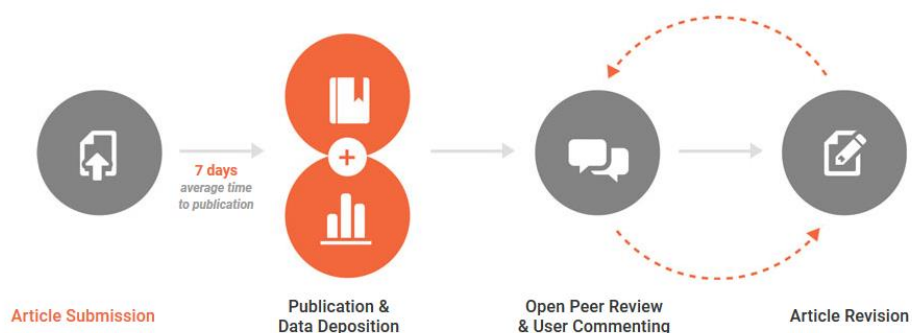 7 days
average time
to publication
Article Submission
Publication &
Data Deposition
Open Peer Review
& User Commenting
Article Revision